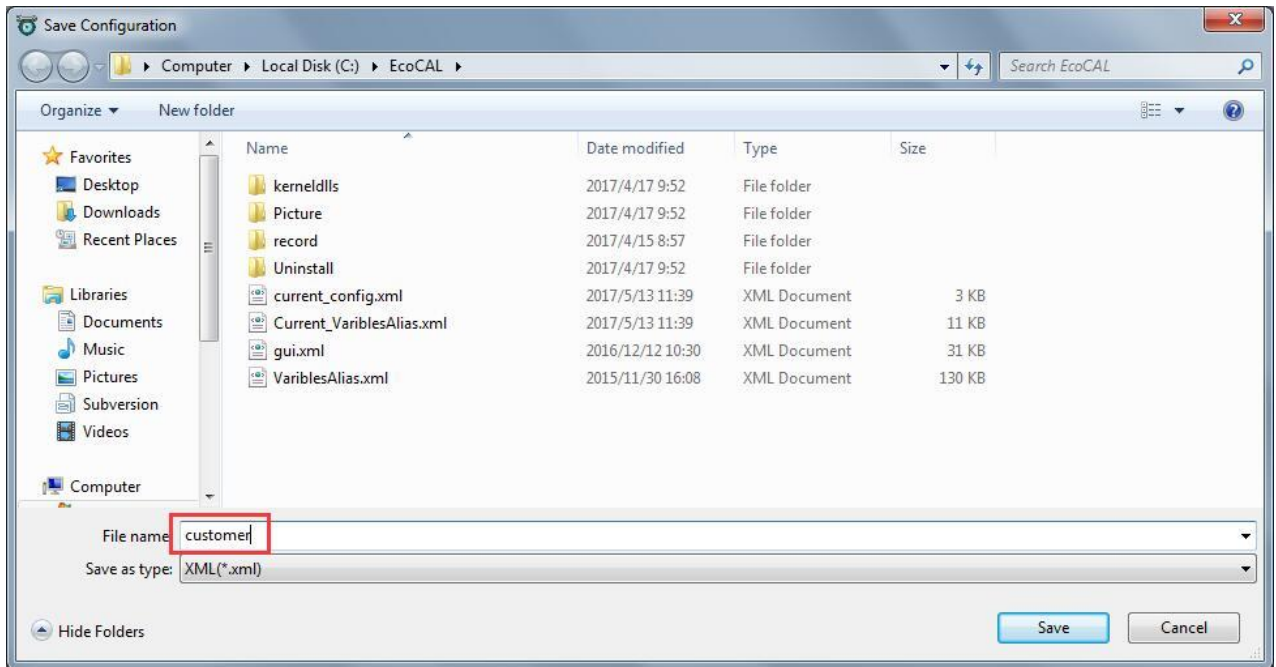 Save Configuration
Computer Local Disk (C:) EcoCAL Search EcoCAL
Organize New folder
Name Date modified Type Size
Favorites
Desktop
Downloads
Recent Places
Libraries
Documents
Music
Pictures
Subversion
Videos
Computer
kerneldlls 2017/4/17 9:52 File folder
Picture 2017/4/17 9:52 File folder
record 2017/4/15 8:57 File folder
Uninstall 2017/4/17 9:52 File folder
current_config.xml 2017/5/13 11:39 XML Document 3 KB
Current_VariblesAlias.xml 2017/5/13 11:39 XML Document 11 KB
gui.xml 2016/12/12 10:30 XML Document 31 KB
VariblesAlias.xml 2015/11/30 16:08 XML Document 130 KB
File name customer
Save as type: XML(*.xml)
Hide Folders Save Cancel